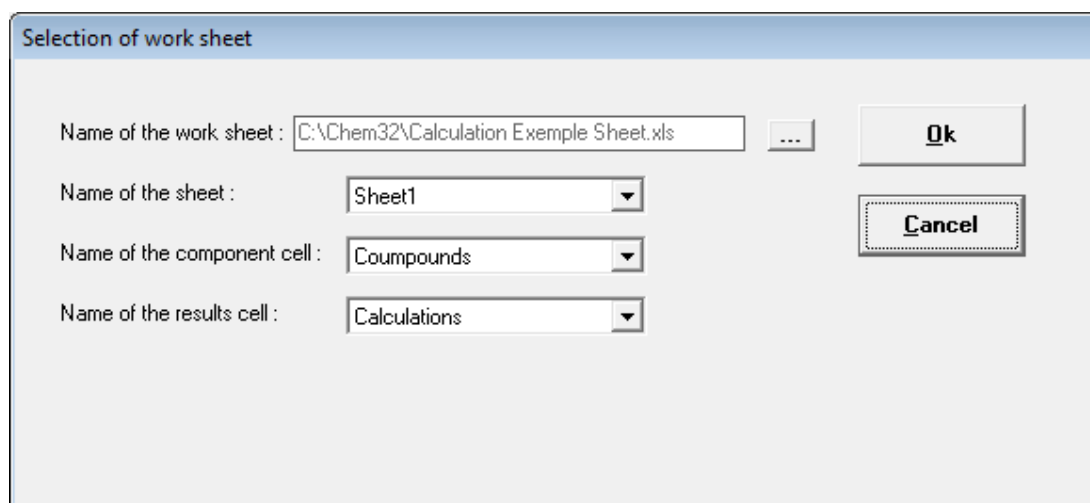 Selection of work sheet
Name of the work sheet : C:\Chem32\Calculation Exemple Sheet.xls ... Ok
Name of the sheet : Sheet1
Cancel
Name of the component cell : Coumpounds
Name of the results cell : Calculations